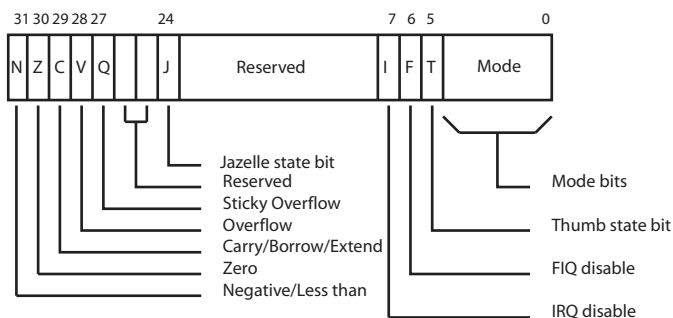 31 30 29 28 27 24 7 6 5 0
N Z C V Q J Reserved I F T Mode
Jazelle state bit
Reserved Mode bits
Sticky Overflow
Overflow Thumb state bit
Carry/Borrow/Extend
Zero FIQ disable
Negative/Less than
IRQ disable